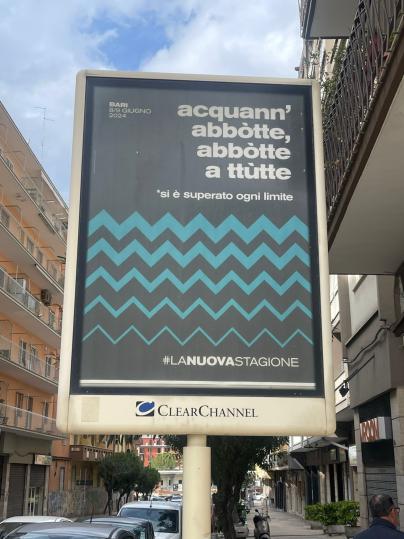 BARI
8/9 GIUGNO
2024
acquann'
abbòtte,
abbòtte
a ttùtte
*si è superato ogni limite
#LANUOVASTAGIONE
CLEARCHANNEL